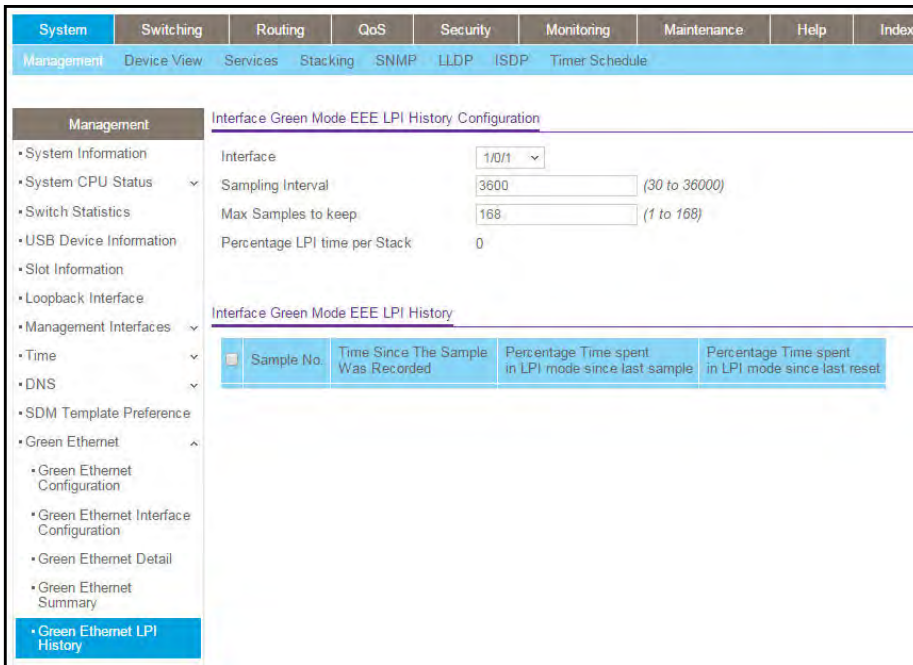 System Switching Routing QoS Security Monitoring Maintenance Help Index
Management Device View Services Stacking SNMP LLDP ISDP Timer Schedule
Management
System Information
System CPU Status
Switch Statistics
USB Device Information
Slot Information
Loopback Interface
Management Interfaces
Time
DNS
SDM Template Preference
Green Ethernet
Green Ethernet
Configuration
Green Ethernet Interface
Configuration
Green Ethernet Detail
Green Ethernet
Summary
Green Ethernet LPI
History
Interface Green Mode EEE LPI History Configuration
Interface 1/0/1
Sampling Interval 3600 (30 to 36000)
Max Samples to keep 168 (1 to 168)
Percentage LPI time per Stack 0
Interface Green Mode EEE LPI History
Sample No.
Time Since The Sample
Was Recorded
Percentage Time spent
in LPI mode since last sample
Percentage Time spent
in LPI mode since last reset